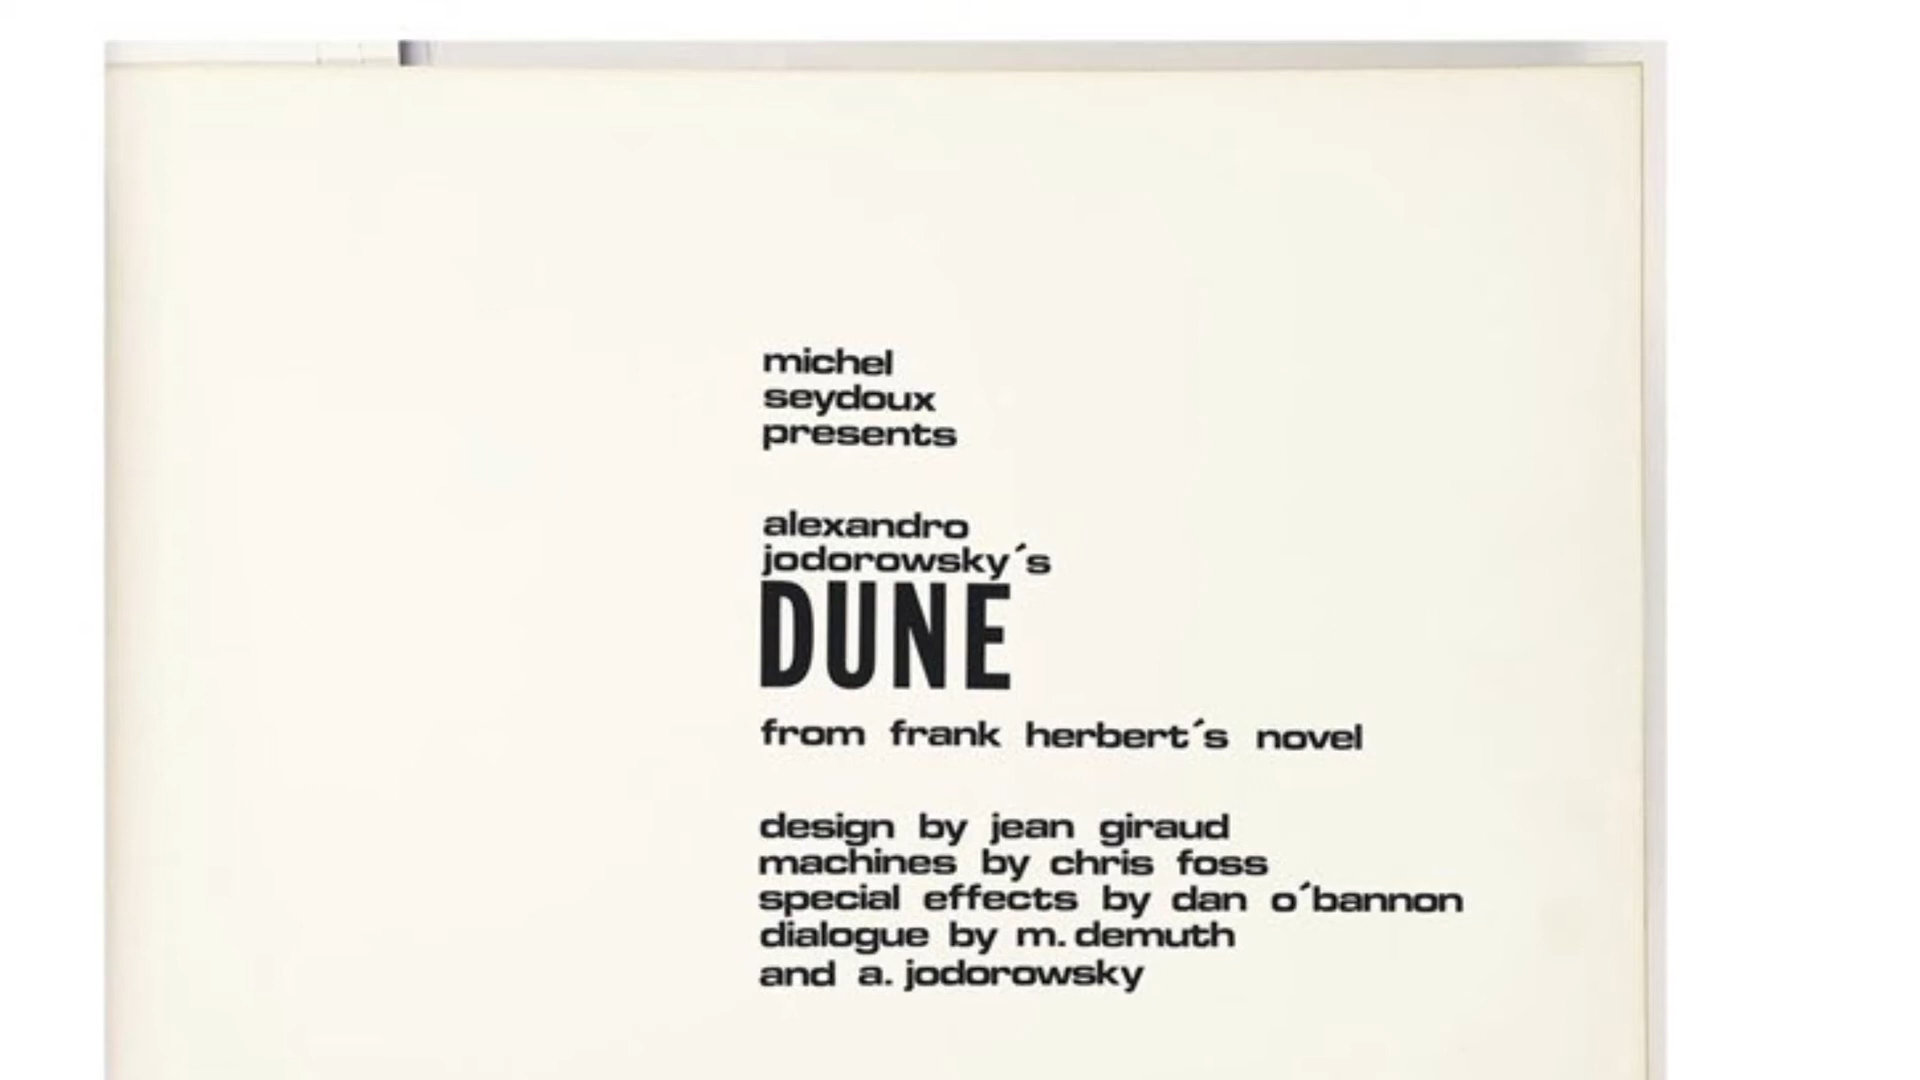 michel
seydoux
presents
alexandro
jodorowsky´s
DUNE
from frank herbert´s novel
design by jean giraud
machines by chris foss
special effects by dan o´bannon
dialogue by m. demuth
and a. jodorowsky